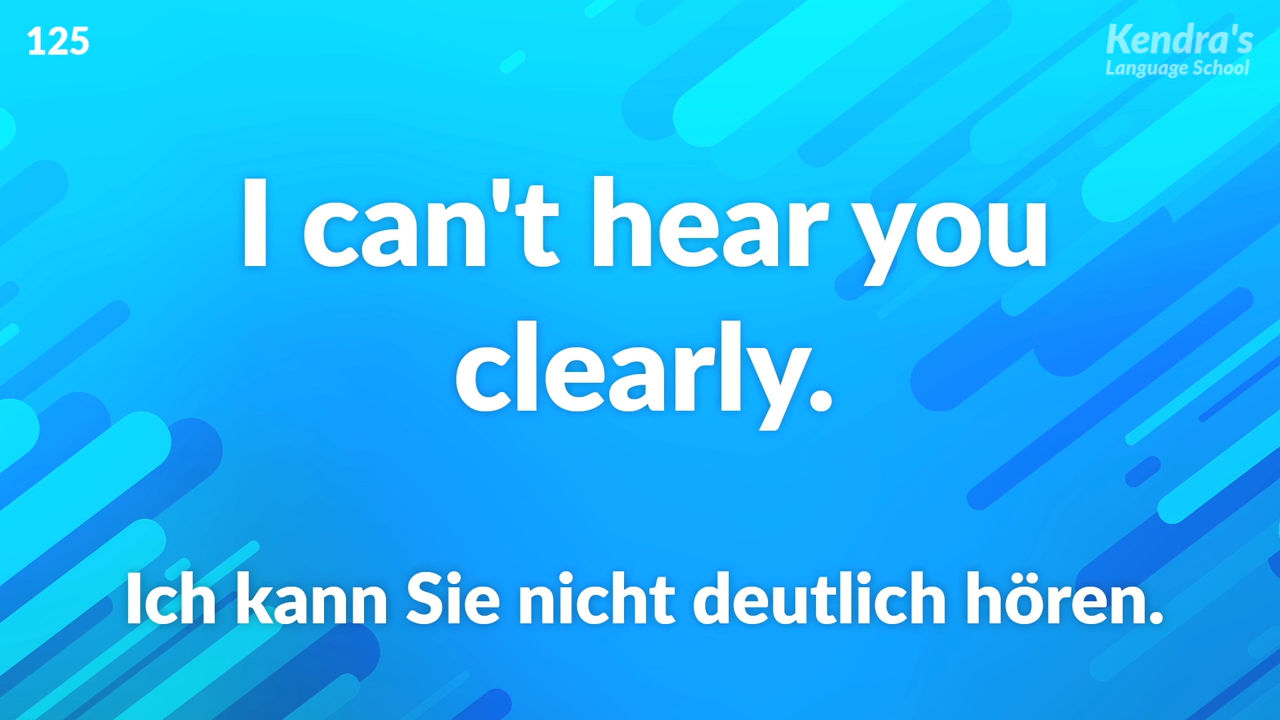 125
Kendra's
Language School
I can't hear you
clearly.
Ich kann Sie nicht deutlich hören.